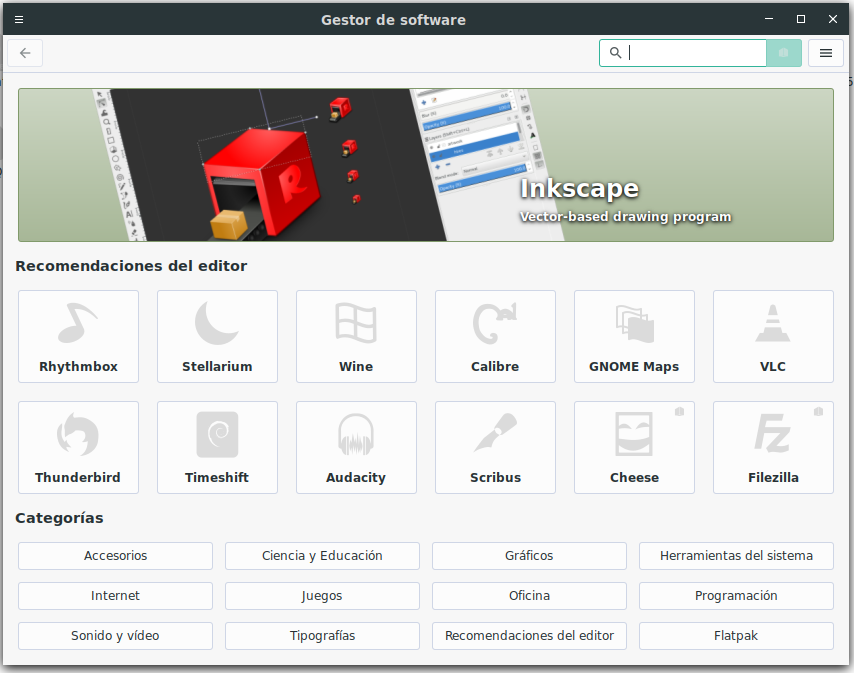 Gestor de software
Inkscape
Vector-based drawing program
Recomendaciones del editor
Rhythmbox
Stellarium
Wine
Calibre
GNOME Maps
VLC
Thunderbird
Timeshift
Audacity
Scribus
Cheese
Filezilla
Categorías
Accesorios
Ciencia y Educación
Gráficos
Herramientas del sistema
Internet
Juegos
Oficina
Programación
Sonido y vídeo
Tipografías
Recomendaciones del editor
Flatpak